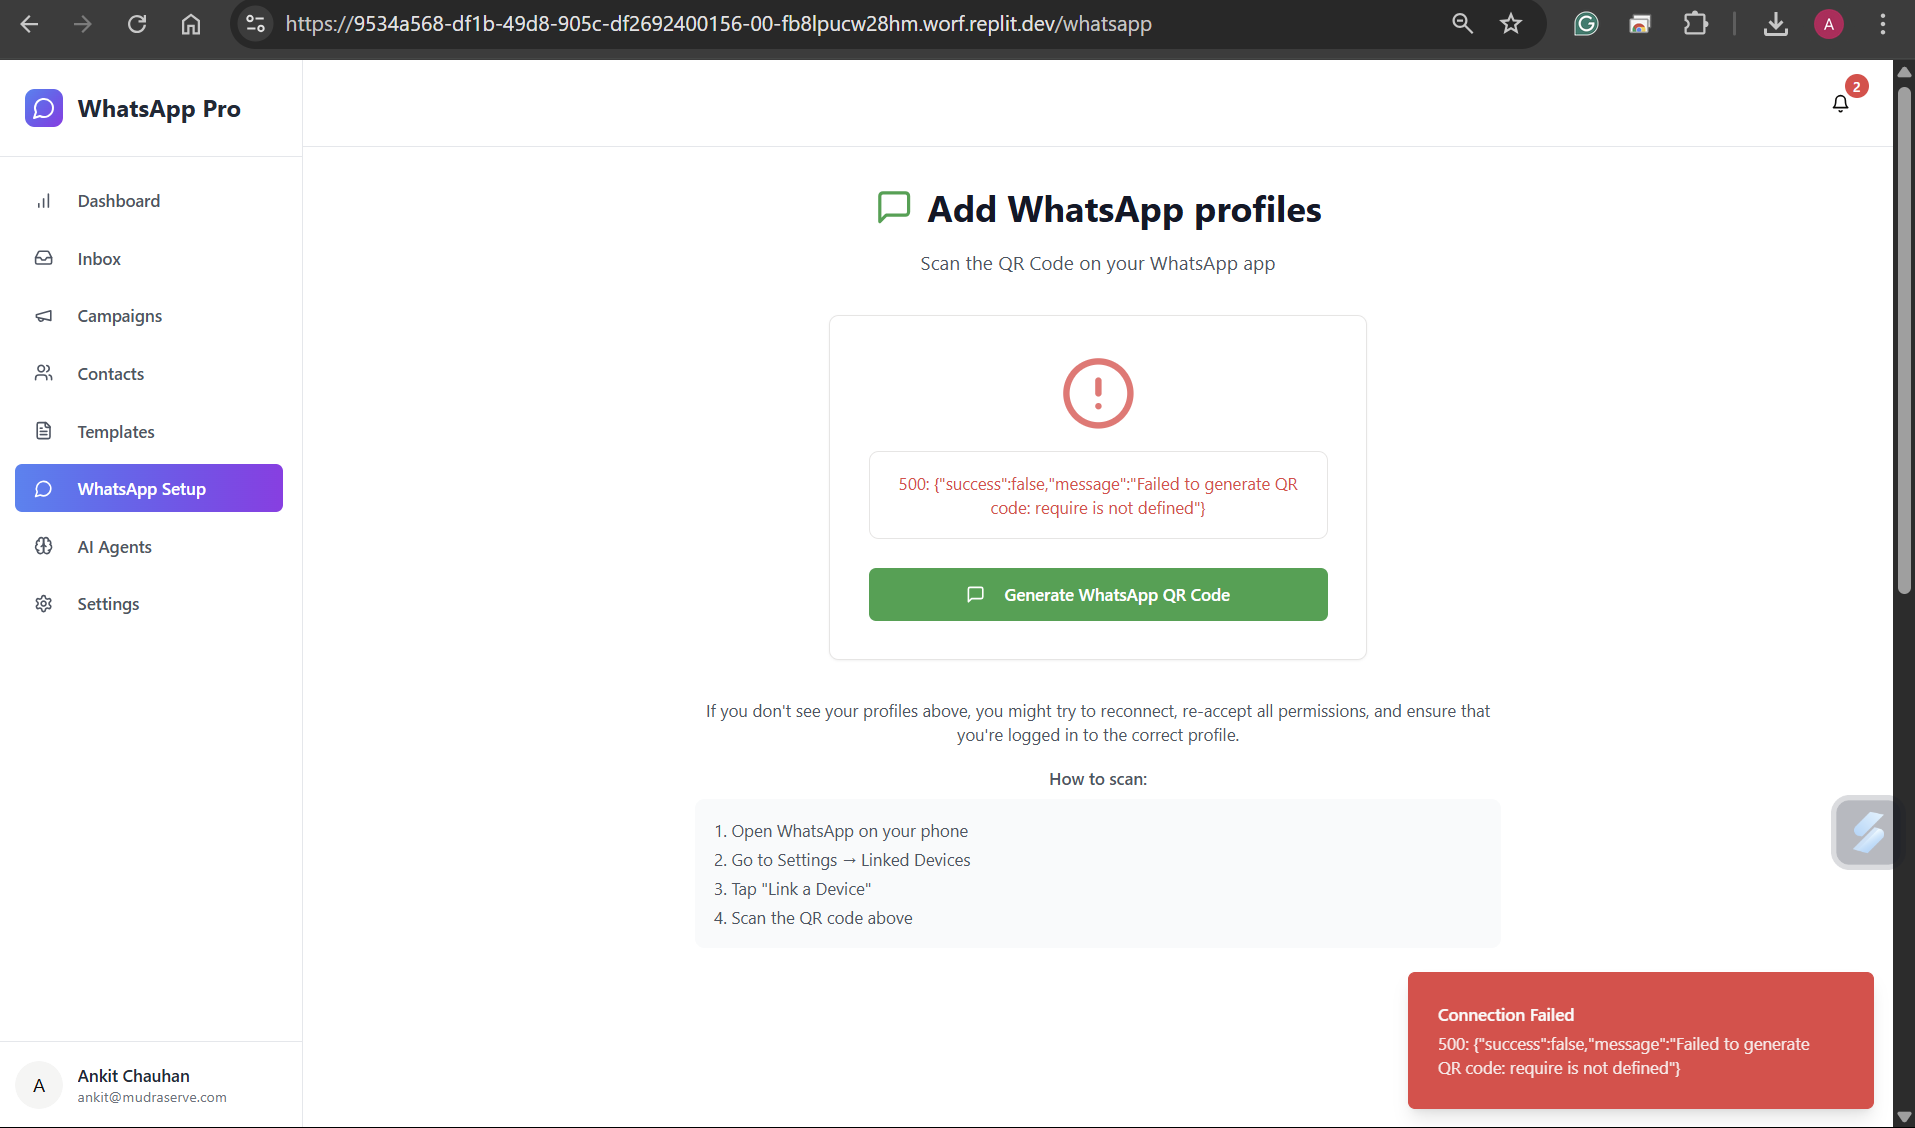 https://9534a568-df1b-49d8-905c-df2692400156-00-fb8lpucw28hm.worf.replit.dev/whatsapp
A
WhatsApp Pro
2
Dashboard
Inbox
Campaigns
Contacts
Templates
WhatsApp Setup
AI Agents
Settings
Add WhatsApp profiles
Scan the QR Code on your WhatsApp app
500: {"success":false,"message":"Failed to generate QR
code: require is not defined"}
Generate WhatsApp QR Code
If you don't see your profiles above, you might try to reconnect, re-accept all permissions, and ensure that
you're logged in to the correct profile.
How to scan:
1. Open WhatsApp on your phone
2. Go to Settings → Linked Devices
3. Tap "Link a Device"
4. Scan the QR code above
Connection Failed
500: {"success":false,"message":"Failed to generate
QR code: require is not defined"}
A
Ankit Chauhan
ankit@mudraserve.com